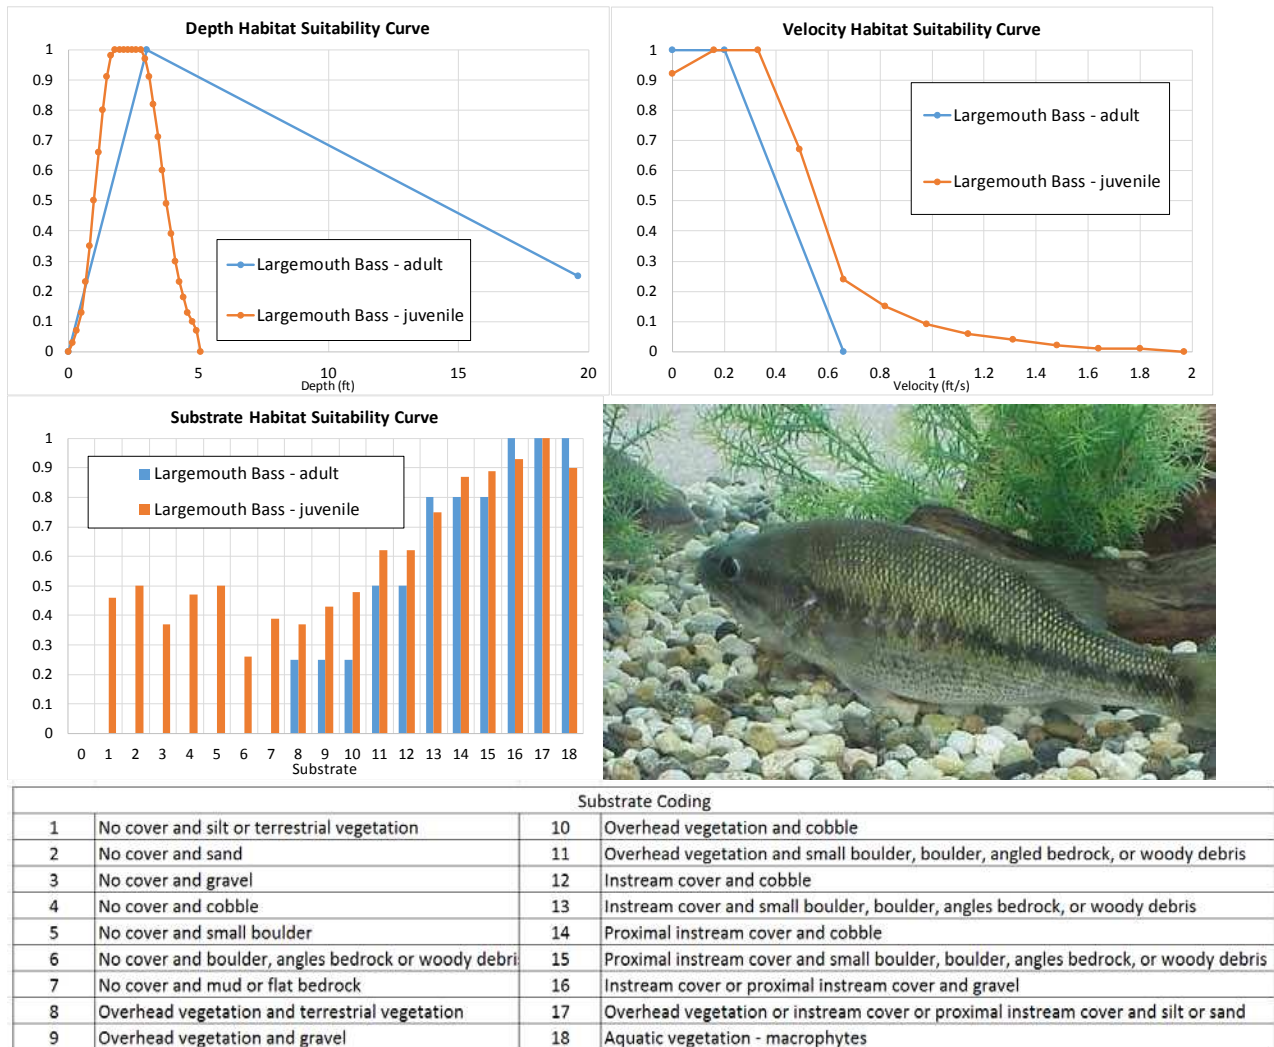 Depth Habitat Suitability Curve
1
0.9
0.8
0.7
0.6
0.5
0.4
0.3
0.2
0.1
0
Largemouth Bass - adult
Largemouth Bass - juvenile
0 5 10 15 20
Depth (ft)
Velocity Habitat Suitability Curve
1
0.9
0.8
0.7
0.6
0.5
0.4
0.3
0.2
0.1
0
Largemouth Bass - adult
Largemouth Bass - juvenile
0 0.2 0.4 0.6 0.8 1 1.2 1.4 1.6 1.8 2
Velocity (ft/s)
Substrate Habitat Suitability Curve
1
0.9
0.8
0.7
0.6
0.5
0.4
0.3
0.2
0.1
0
Largemouth Bass - adult
Largemouth Bass - juvenile
0 1 2 3 4 5 6 7 8 9 10 11 12 13 14 15 16 17 18
Substrate
Substrate Coding
1 No cover and silt or terrestrial vegetation 10 Overhead vegetation and cobble
2 No cover and sand 11 Overhead vegetation and small boulder, boulder, angled bedrock, or woody debris
3 No cover and gravel 12 Instream cover and cobble
4 No cover and cobble 13 Instream cover and small boulder, boulder, angles bedrock, or woody debris
5 No cover and small boulder 14 Proximal instream cover and cobble
6 No cover and boulder, angles bedrock or woody debri 15 Proximal instream cover and small boulder, boulder, angles bedrock, or woody debris
7 No cover and mud or flat bedrock 16 Instream cover or proximal instream cover and gravel
8 Overhead vegetation and terrestrial vegetation 17 Overhead vegetation or instream cover or proximal instream cover and silt or sand
9 Overhead vegetation and gravel 18 Aquatic vegetation - macrophytes